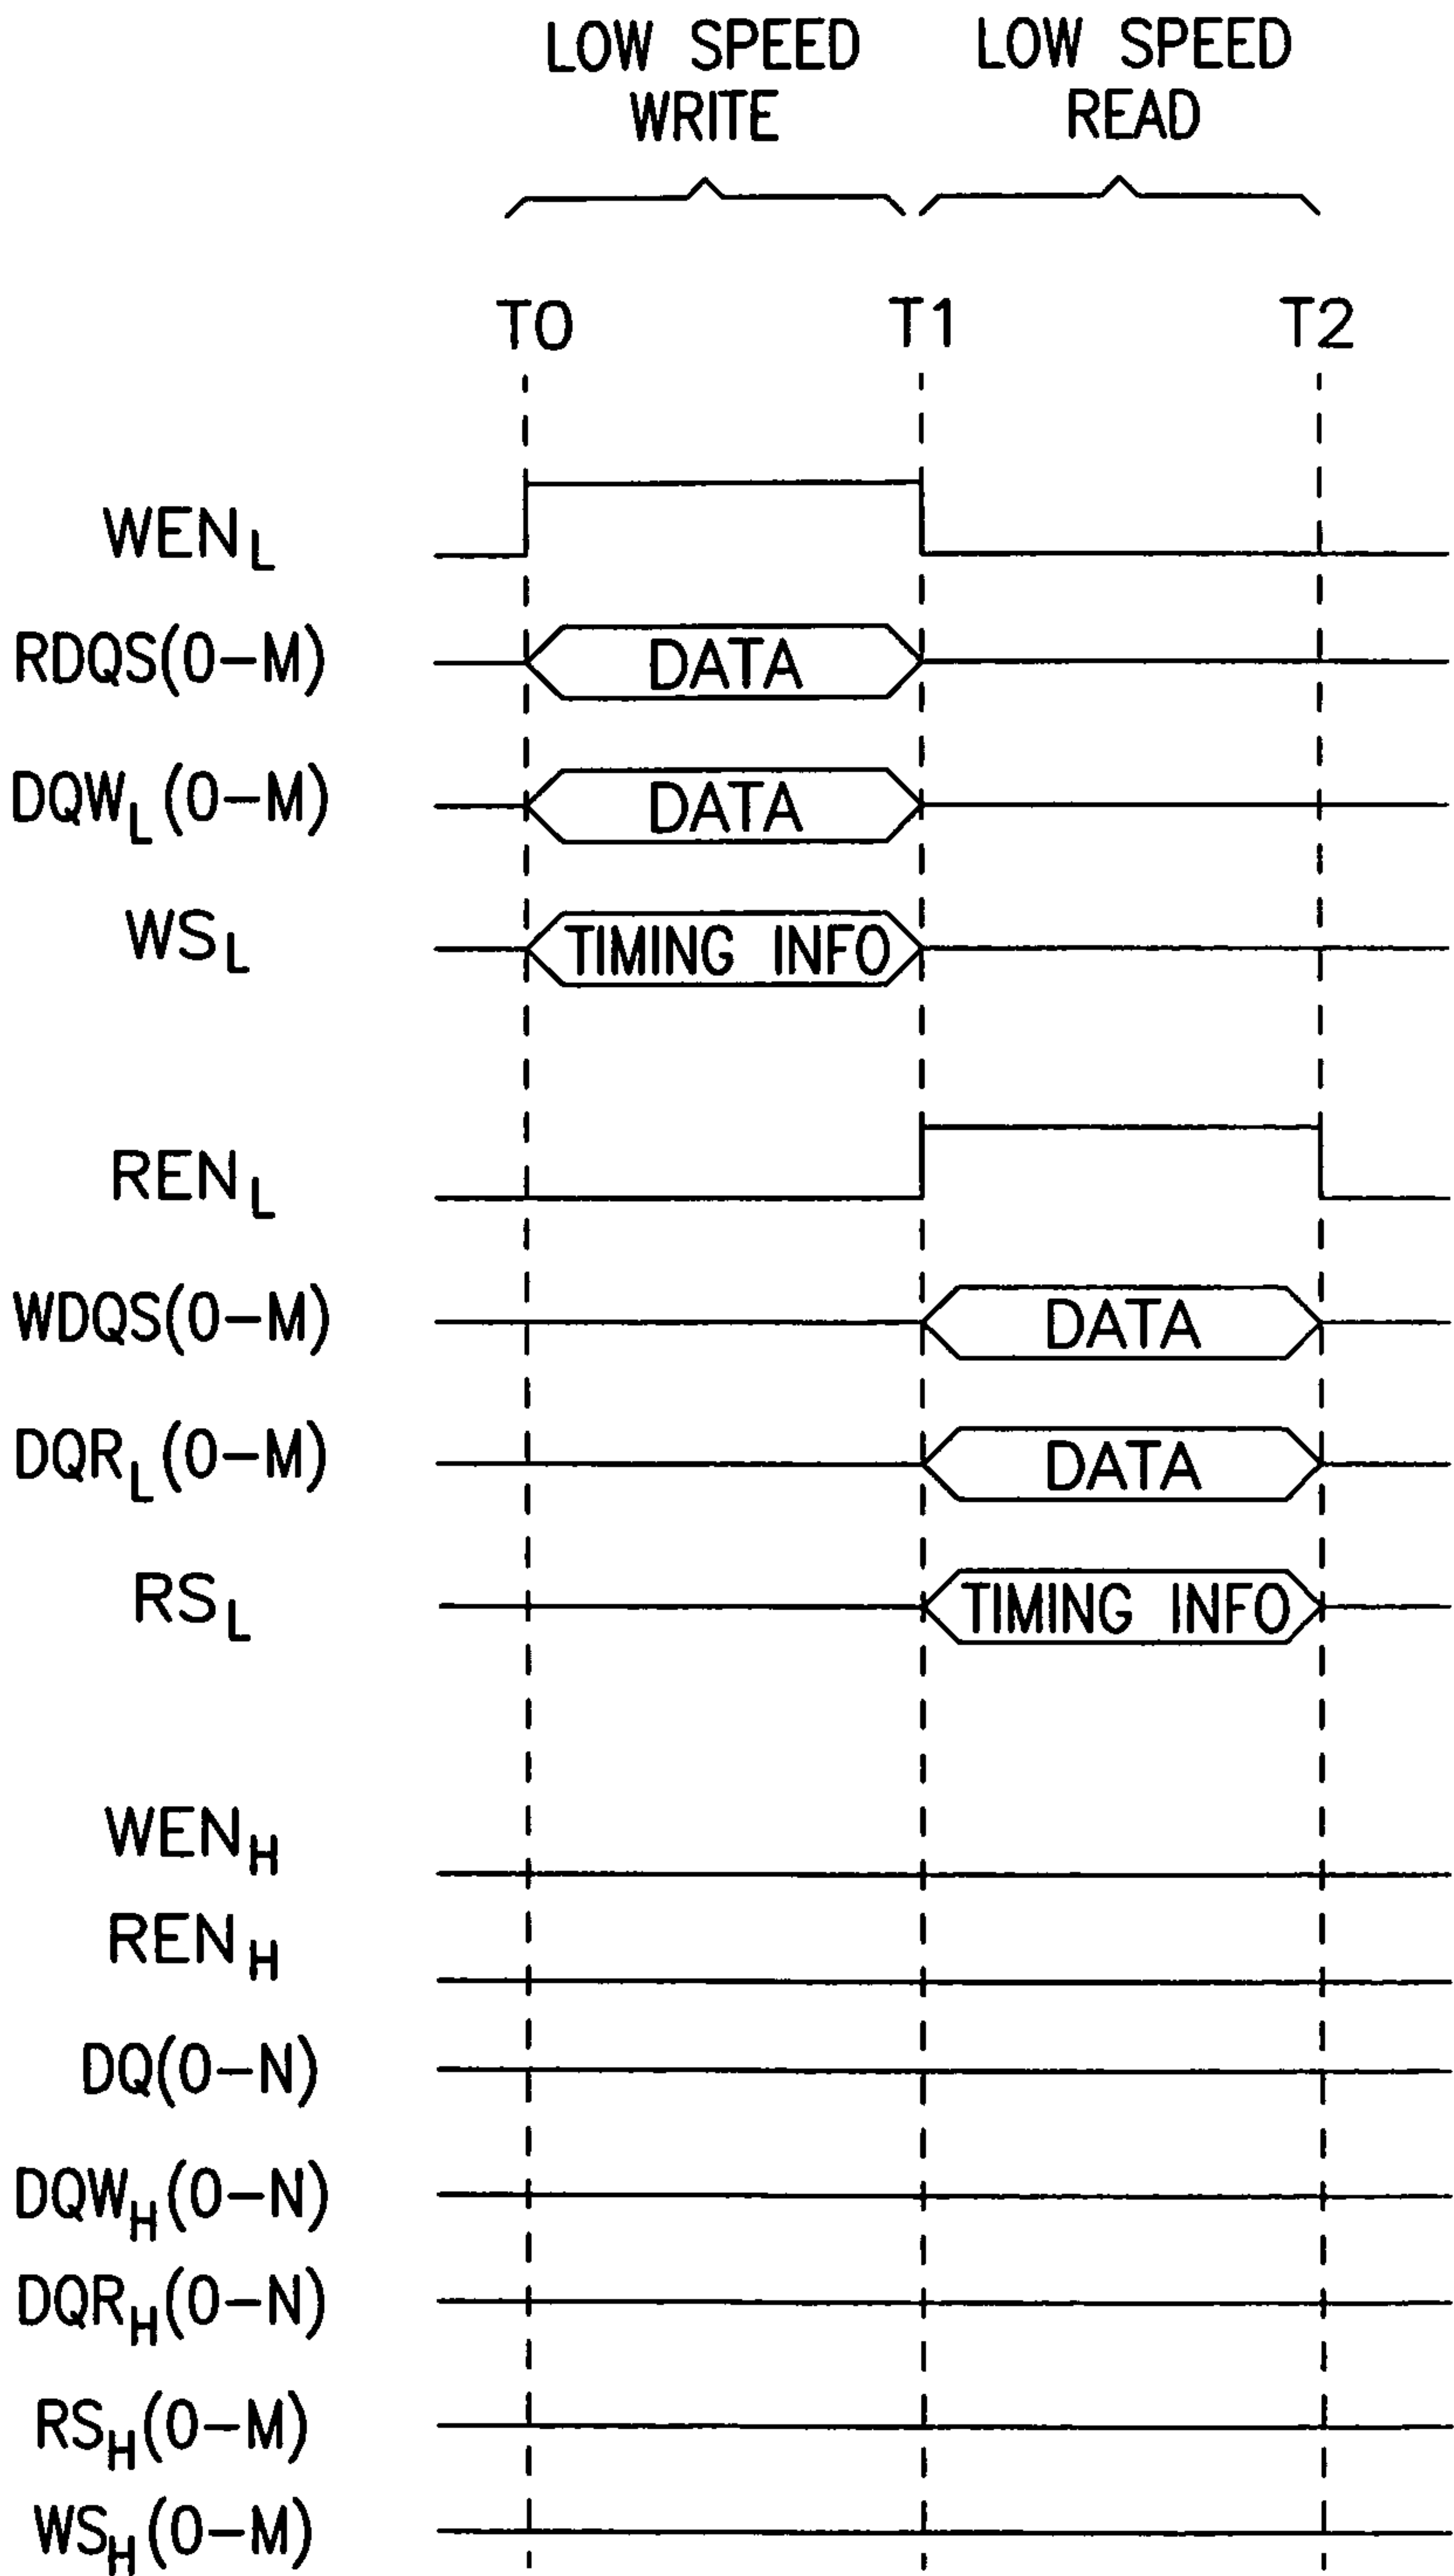 LOW SPEED WRITE
LOW SPEED READ
T0 T1 T2
WEN_L
RDQS(0-M) DATA
DQW_L(0-M) DATA
WS_L TIMING INFO
REN_L
WDQS(0-M) DATA
DQR_L(0-M) DATA
RS_L TIMING INFO
WEN_H
REN_H
DQ(0-N)
DQW_H(0-N)
DQR_H(0-N)
RS_H(0-M)
WS_H(0-M)